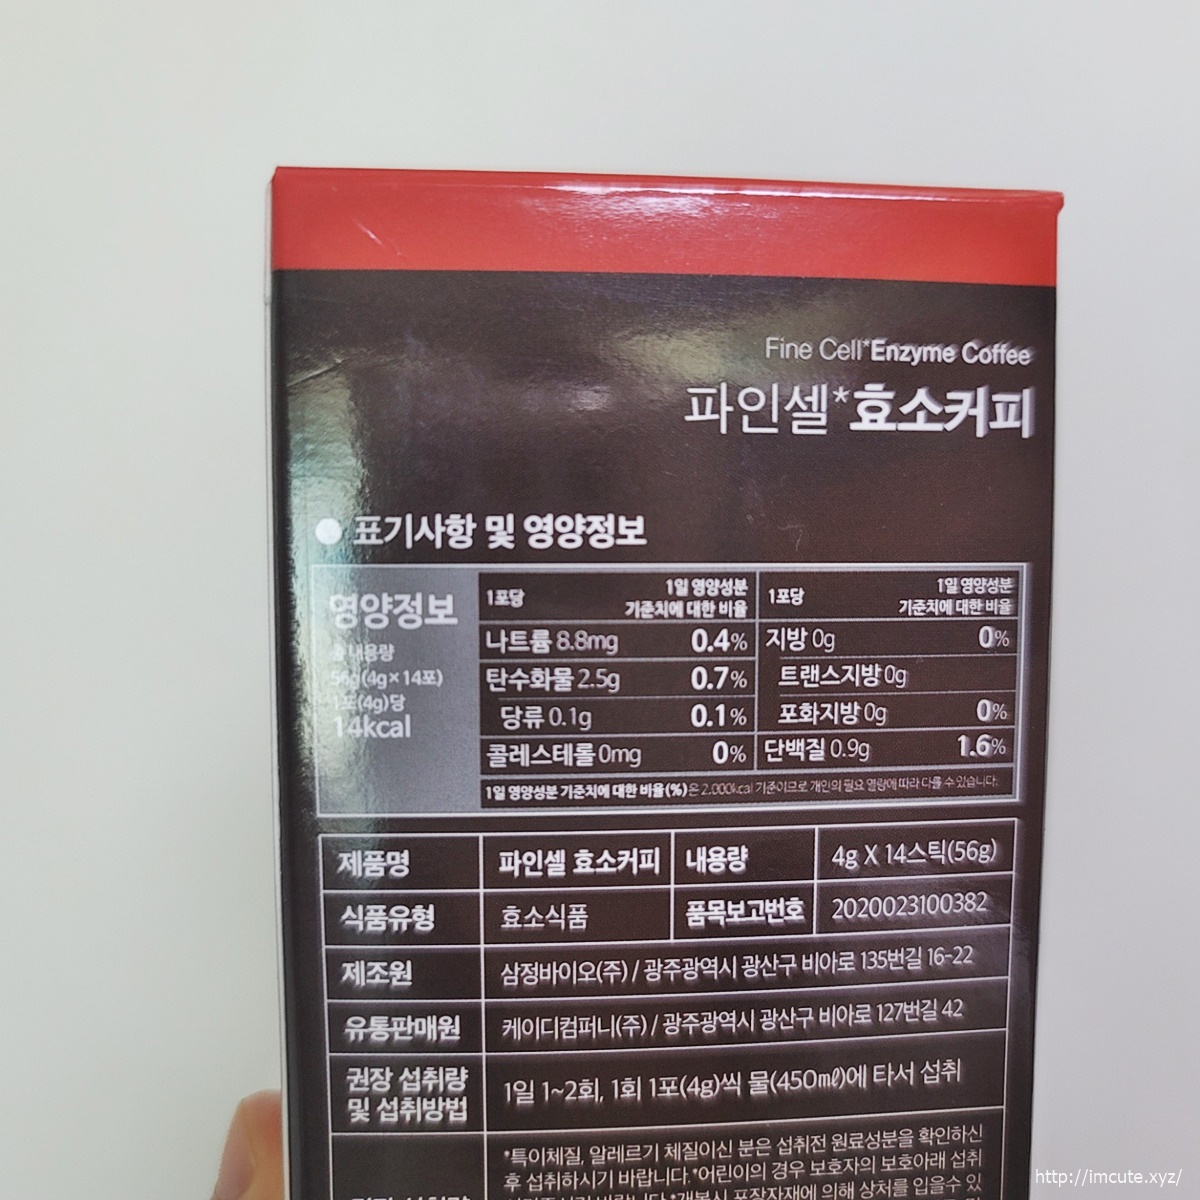 Fine Cell*Enzyme Coffee
파인셀*효소커피
표기사항 및 영양정보
영양정보
총 내용량
56g(4g×14포)
1포(4g)당
14kcal
1포당 1일 영양성분 기준치에 대한 비율
나트륨 8.8mg 0.4%
탄수화물 2.5g 0.7%
당류 0.1g 0.1%
콜레스테롤 0mg 0%
1포당 1일 영양성분 기준치에 대한 비율
지방 0g 0%
트랜스지방 0g
포화지방 0g 0%
단백질 0.9g 1.6%
1일 영양성분 기준치에 대한 비율(%)은 2,000kcal 기준이므로 개인의 필요 열량에 따라 다를 수 있습니다.
제품명 파인셀 효소커피 내용량 4g X 14스틱(56g)
식품유형 효소식품 품목보고번호 2020023100382
제조원 삼정바이오(주) / 광주광역시 광산구 비아로 135번길 16-22
유통판매원 케이디컴퍼니(주) / 광주광역시 광산구 비아로 127번길 42
권장 섭취량 및 섭취방법 1일 1~2회, 1회 1포(4g)씩 물(450㎖)에 타서 섭취
*특이체질, 알레르기 체질이신 분은 섭취전 원료성분을 확인하신
후 섭취하시기 바랍니다.*어린이의 경우 보호자의 보호아래 섭취
*개봉시 포장자재에 의해 상처를 입을수 있
http://imcute.xyz/